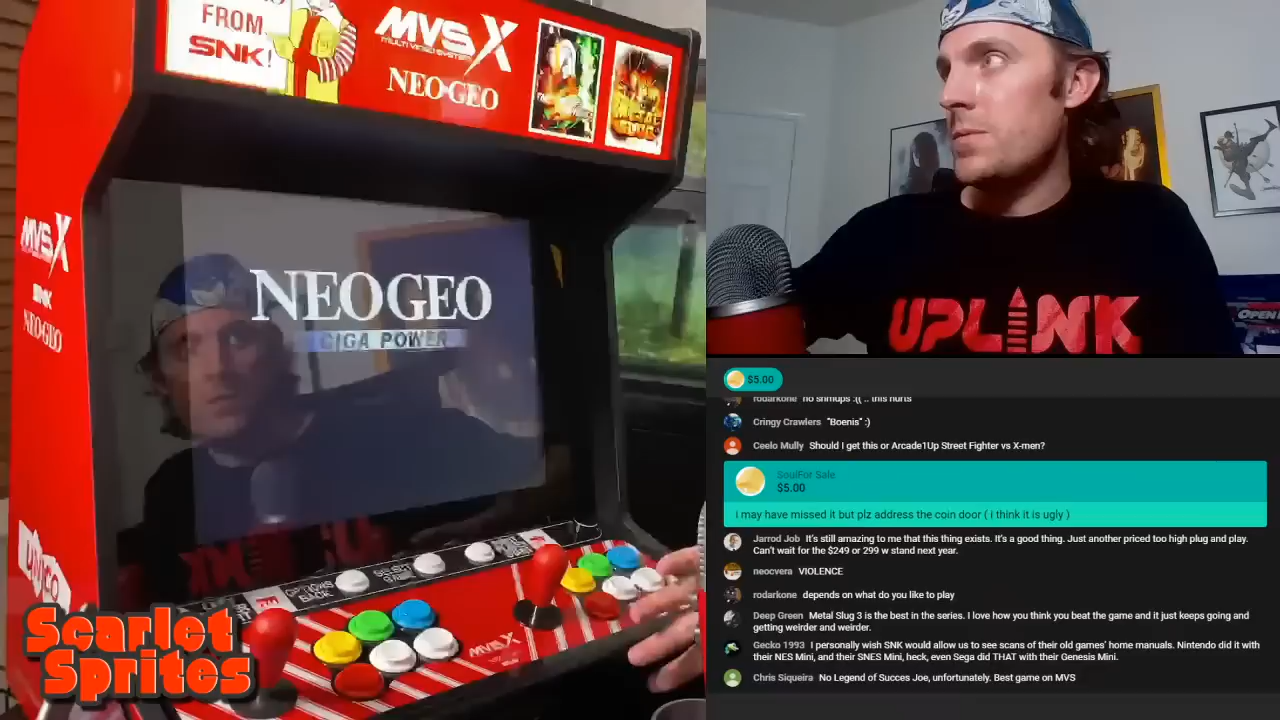 FROM
SNK!
MVSX
MULTI VIDEO SYSTEM
NEO·GEO
MVSX
SNK
NEO·GEO
NEO GEO
GIGA POWER
OPTIONS
BACK
SELECT
GAME
MVSX
Scarlet
Sprites
UPLINK
OPEN
$5.00
rodarkone no shmups :(( .. this hurts
Cringy Crawlers "Boenis" :)
Ceelo Mully Should I get this or Arcade1Up Street Fighter vs X-men?
SoulFor Sale
$5.00
i may have missed it but plz address the coin door ( i think it is ugly )
Jarrod Job It's still amazing to me that this thing exists. It's a good thing. Just another priced too high plug and play.
Can't wait for the $249 or 299 w stand next year.
neocvera VIOLENCE
rodarkone depends on what do you like to play
Deep Green Metal Slug 3 is the best in the series. I love how you think you beat the game and it just keeps going and
getting weirder and weirder.
Gecko 1993 I personally wish SNK would allow us to see scans of their old games' home manuals. Nintendo did it with
their NES Mini, and their SNES Mini, heck, even Sega did THAT with their Genesis Mini.
Chris Siqueira No Legend of Succes Joe, unfortunately. Best game on MVS